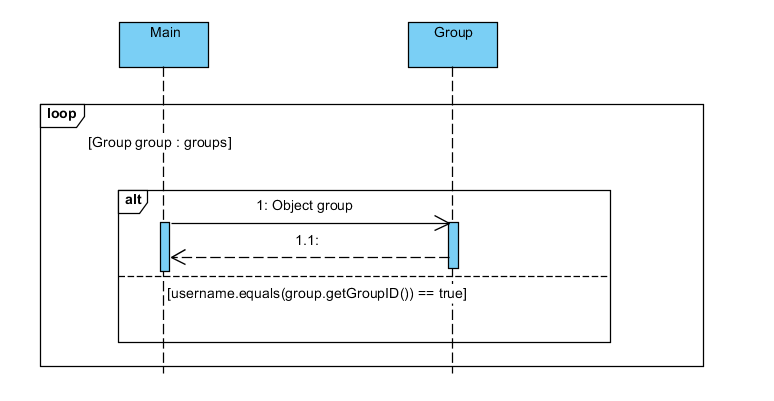 Main
Group
loop
[Group group : groups]
alt
1: Object group
1.1:
[username.equals(group.getGroupID()) == true]